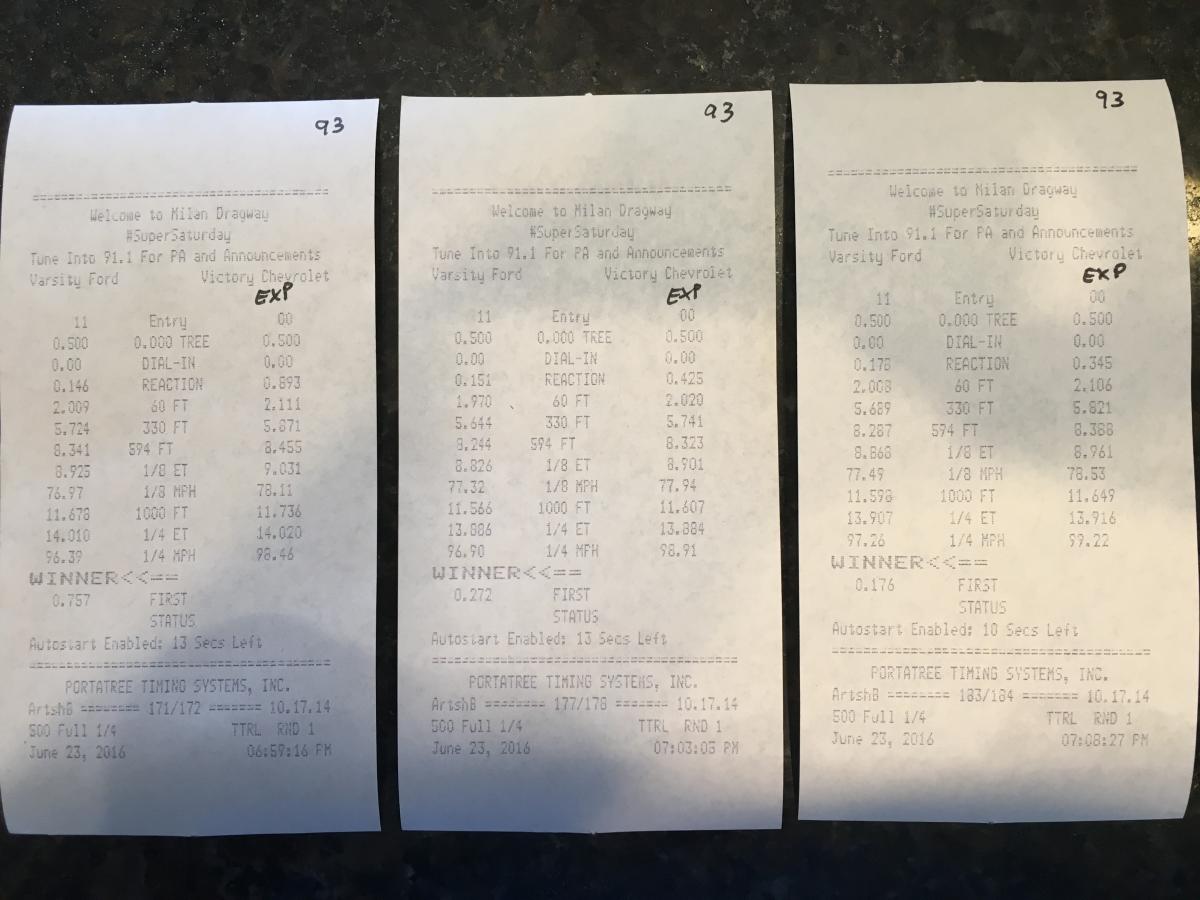 93
==========================================
Welcome to Milan Dragway
#SuperSaturday
Tune Into 91.1 For PA and Announcements
Varsity Ford Victory Chevrolet
EXP
11 Entry 00
0.500 0.000 TREE 0.500
0.00 DIAL-IN 0.00
0.146 REACTION 0.893
2.009 60 FT 2.111
5.724 330 FT 5.871
8.341 594 FT 8.455
8.925 1/8 ET 9.031
76.97 1/8 MPH 78.11
11.678 1000 FT 11.736
14.010 1/4 ET 14.020
96.39 1/4 MPH 98.46
WINNER<<==
0.757 FIRST
STATUS
Autostart Enabled: 13 Secs Left
==========================================
PORTATREE TIMING SYSTEMS, INC.
ArtshB ======== 171/172 ======= 10.17.14
500 Full 1/4 TTRL RND 1
June 23, 2016 06:59:16 PM
93
==========================================
Welcome to Milan Dragway
#SuperSaturday
Tune Into 91.1 For PA and Announcements
Varsity Ford Victory Chevrolet
EXP
11 Entry 00
0.500 0.000 TREE 0.500
0.00 DIAL-IN 0.00
0.151 REACTION 0.425
1.970 60 FT 2.020
5.644 330 FT 5.741
8.244 594 FT 8.323
8.826 1/8 ET 8.901
77.32 1/8 MPH 77.94
11.566 1000 FT 11.607
13.886 1/4 ET 13.884
96.90 1/4 MPH 98.91
WINNER<<==
0.272 FIRST
STATUS
Autostart Enabled: 13 Secs Left
==========================================
PORTATREE TIMING SYSTEMS, INC.
ArtshB ======== 177/178 ======= 10.17.14
500 Full 1/4 TTRL RND 1
June 23, 2016 07:03:05 PM
93
==========================================
Welcome to Milan Dragway
#SuperSaturday
Tune Into 91.1 For PA and Announcements
Varsity Ford Victory Chevrolet
EXP
11 Entry 00
0.500 0.000 TREE 0.500
0.00 DIAL-IN 0.00
0.178 REACTION 0.345
2.008 60 FT 2.106
5.689 330 FT 5.821
8.287 594 FT 8.388
8.868 1/8 ET 8.961
77.49 1/8 MPH 78.53
11.598 1000 FT 11.649
13.907 1/4 ET 13.916
97.26 1/4 MPH 99.22
WINNER<<==
0.176 FIRST
STATUS
Autostart Enabled: 10 Secs Left
==========================================
PORTATREE TIMING SYSTEMS, INC.
ArtshB ======== 183/184 ======= 10.17.14
500 Full 1/4 TTRL RND 1
June 23, 2016 07:08:27 PM